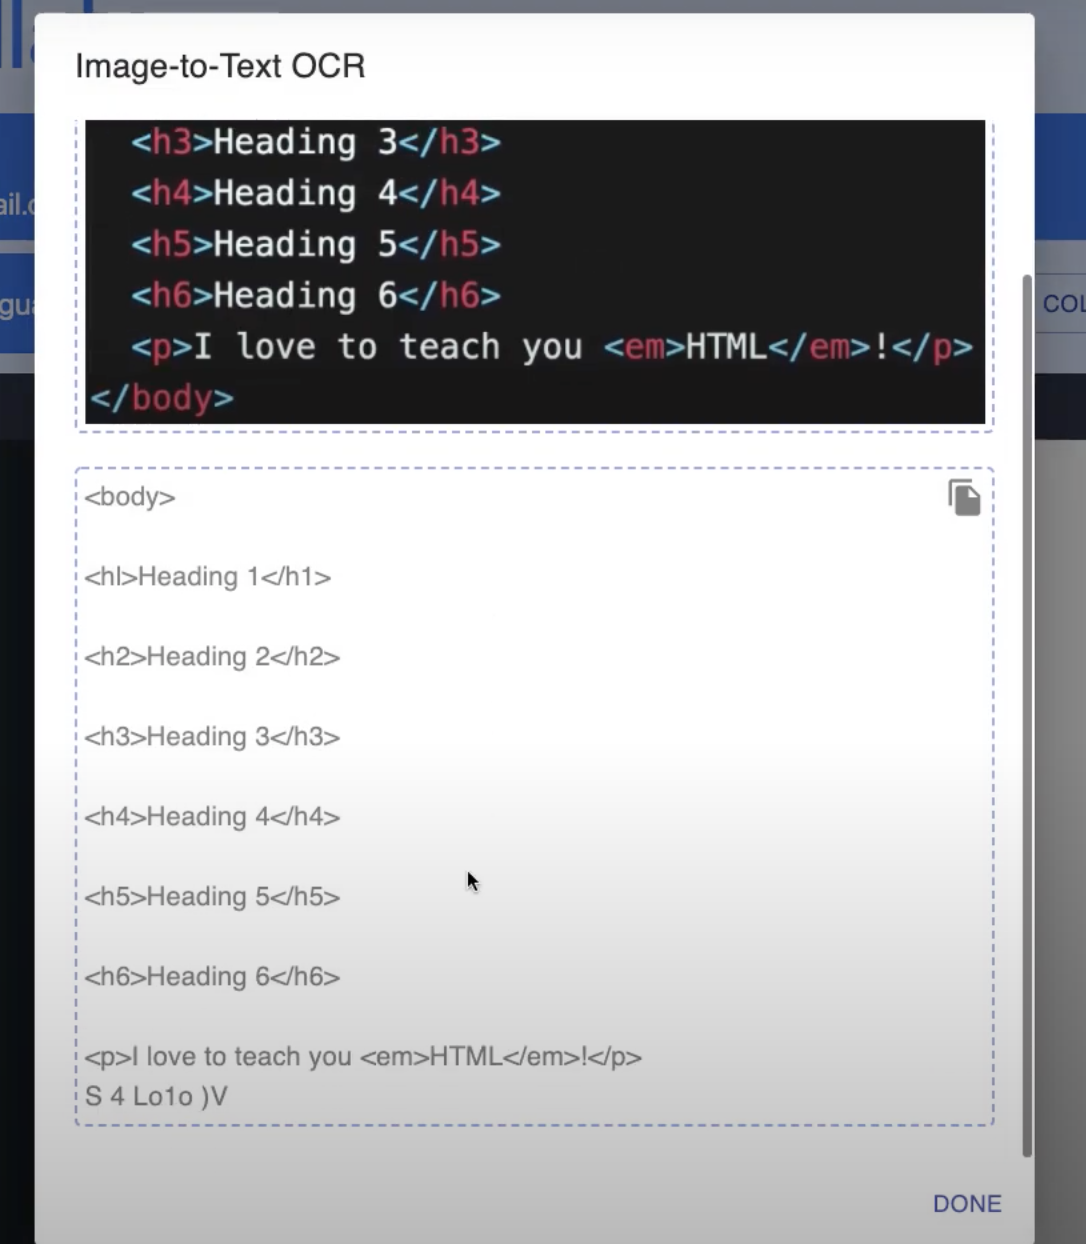 Image-to-Text OCR
<h3>Heading 3</h3>
<h4>Heading 4</h4>
<h5>Heading 5</h5>
<h6>Heading 6</h6>
<p>I love to teach you <em>HTML</em>!</p>
</body>
<body>
<hl>Heading 1</h1>
<h2>Heading 2</h2>
<h3>Heading 3</h3>
<h4>Heading 4</h4>
<h5>Heading 5</h5>
<h6>Heading 6</h6>
<p>I love to teach you <em>HTML</em>!</p>
S 4 Lo1o )V
DONE